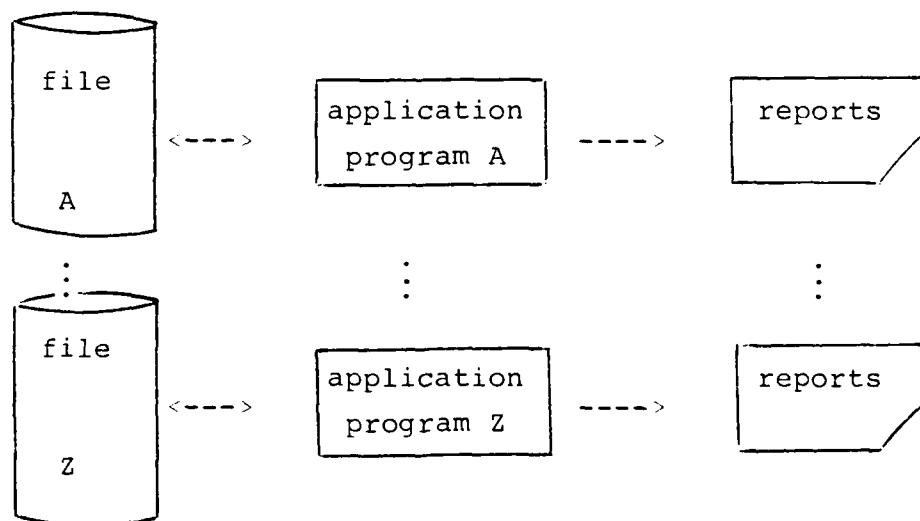 file
A
application
program A
reports
file
Z
application
program Z
reports